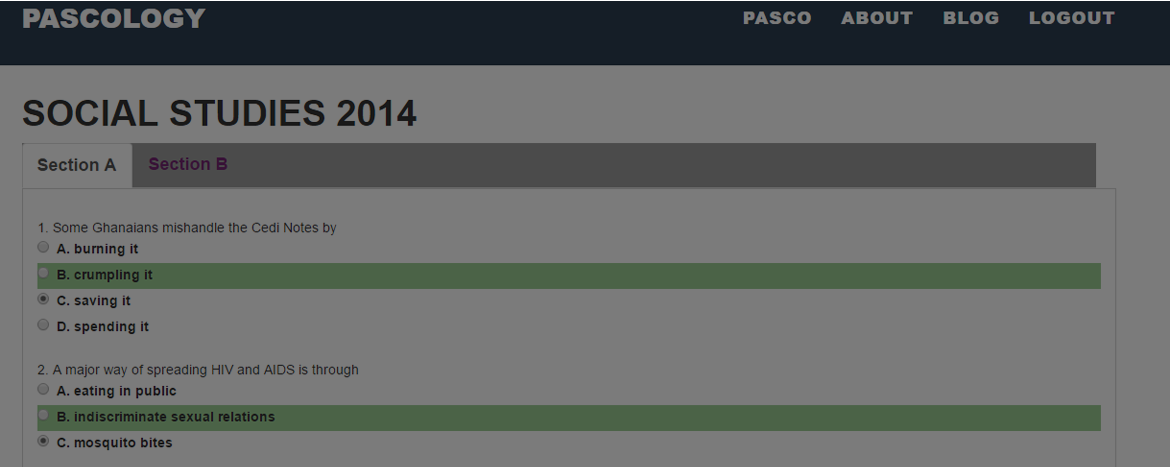 PASCOLOGY PASCO ABOUT BLOG LOGOUT
SOCIAL STUDIES 2014
Section A Section B
1. Some Ghanaians mishandle the Cedi Notes by
A. burning it
B. crumpling it
C. saving it
D. spending it
2. A major way of spreading HIV and AIDS is through
A. eating in public
B. indiscriminate sexual relations
C. mosquito bites